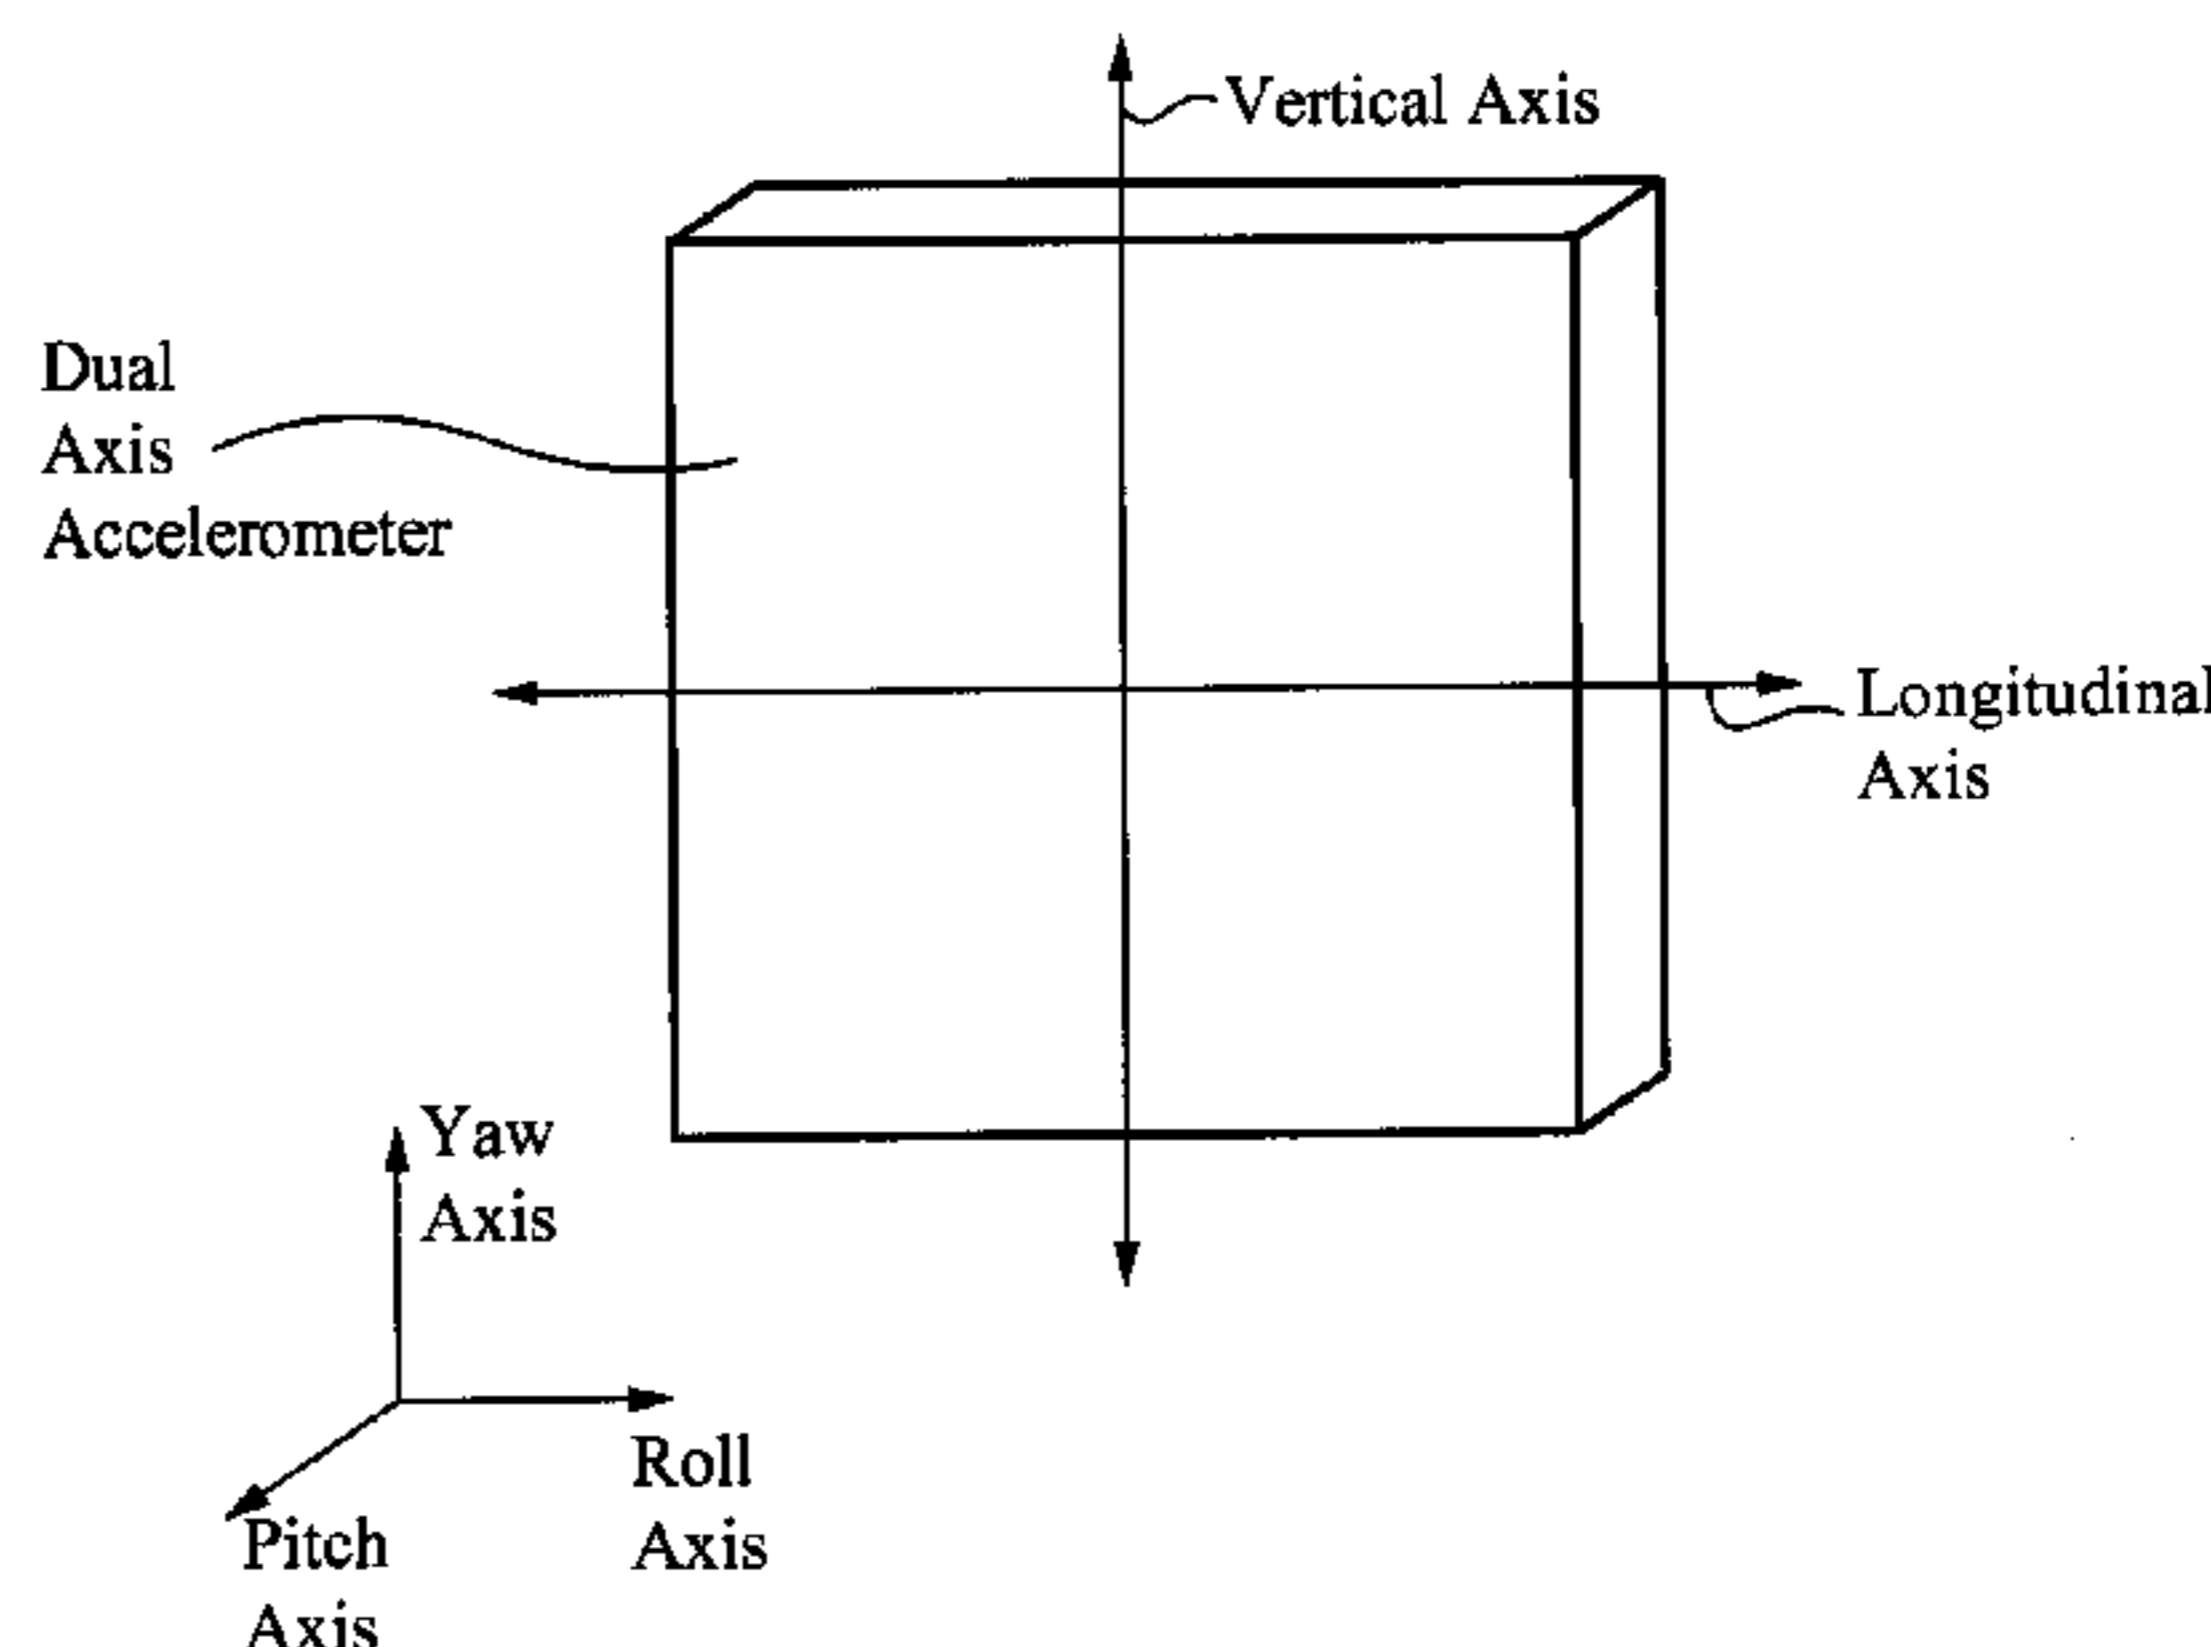 Vertical Axis
Dual
Axis
Accelerometer
Longitudinal
Axis
Yaw
Axis
Roll
Axis
Pitch
Axis